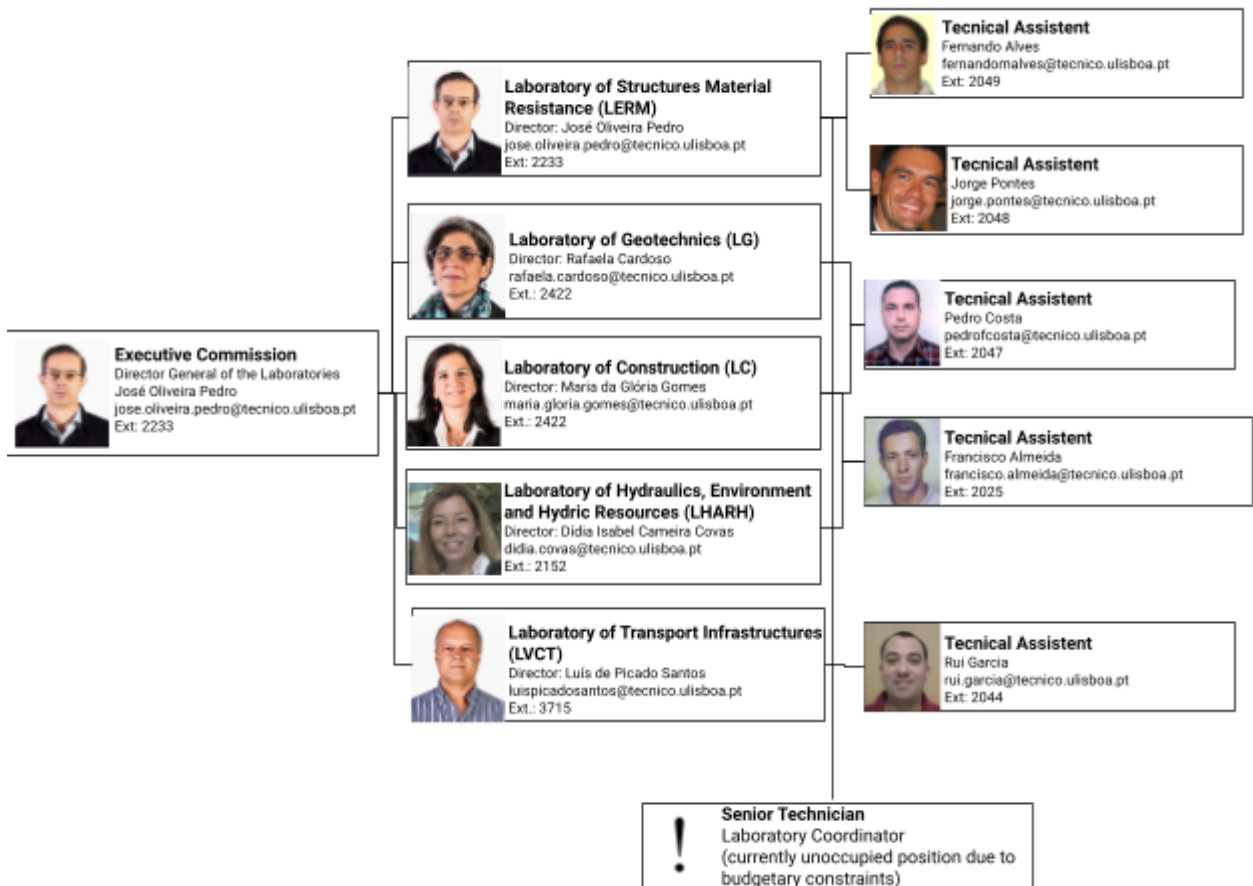 Executive Commission
Director General of the Laboratories
José Oliveira Pedro
jose.oliveira.pedro@tecnico.ulisboa.pt
Ext: 2233
Laboratory of Structures Material
Resistance (LERM)
Director: José Oliveira Pedro
jose.oliveira.pedro@tecnico.ulisboa.pt
Ext: 2233
Laboratory of Geotechnics (LG)
Director: Rafaela Cardoso
rafaela.cardoso@tecnico.ulisboa.pt
Ext.: 2422
Laboratory of Construction (LC)
Director: Maria da Glória Gomes
maria.gloria.gomes@tecnico.ulisboa.pt
Ext.: 2422
Laboratory of Hydraulics, Environment
and Hydric Resources (LHARH)
Director: Dídia Isabel Cameira Covas
didia.covas@tecnico.ulisboa.pt
Ext.: 2152
Laboratory of Transport Infrastructures
(LVCT)
Director: Luís de Picado Santos
luispicadosantos@tecnico.ulisboa.pt
Ext.: 3715
Tecnical Assistent
Fernando Alves
fernandomalves@tecnico.ulisboa.pt
Ext: 2049
Tecnical Assistent
Jorge Pontes
jorge.pontes@tecnico.ulisboa.pt
Ext: 2048
Tecnical Assistent
Pedro Costa
pedrofcosta@tecnico.ulisboa.pt
Ext: 2047
Tecnical Assistent
Francisco Almeida
francisco.almeida@tecnico.ulisboa.pt
Ext: 2025
Tecnical Assistent
Rui Garcia
rui.garcia@tecnico.ulisboa.pt
Ext: 2044
!
Senior Technician
Laboratory Coordinator
(currently unoccupied position due to
budgetary constraints)